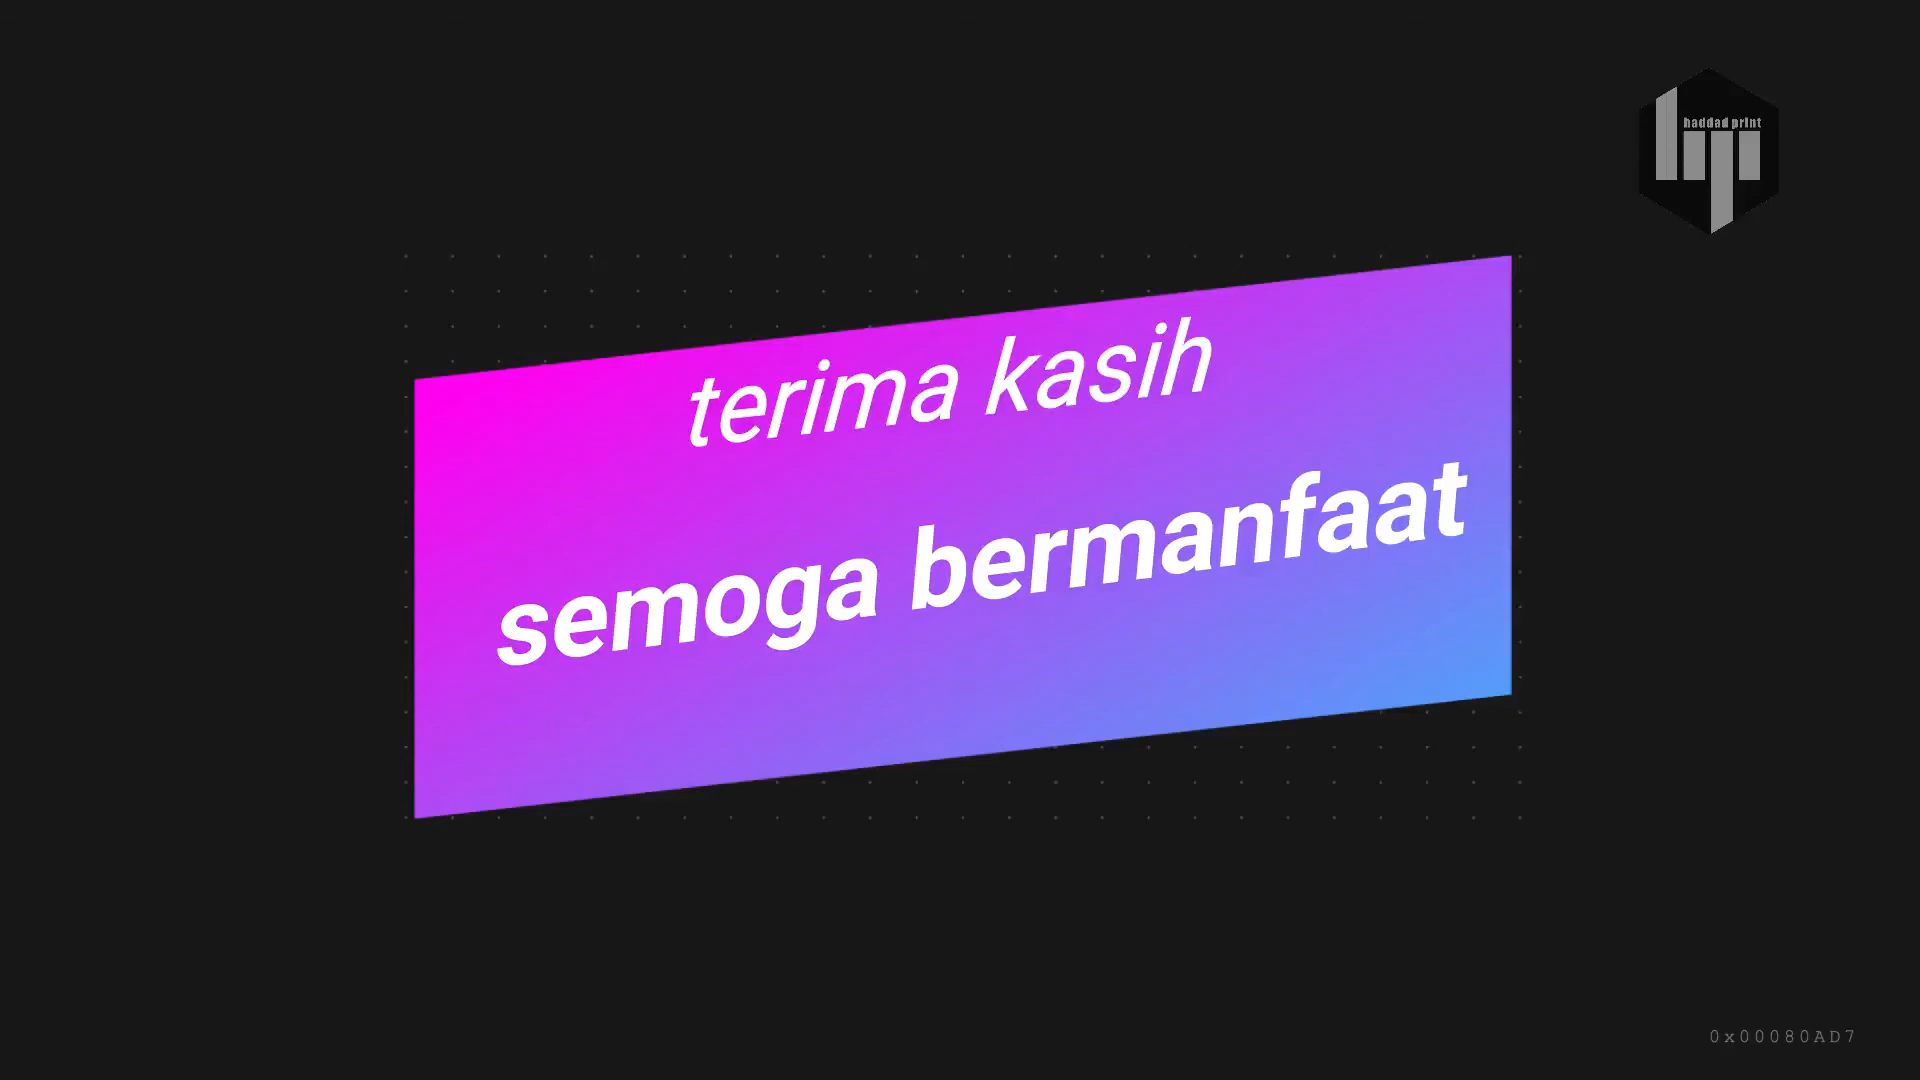 haddad print
terima kasih
semoga bermanfaat
0x00080AD7